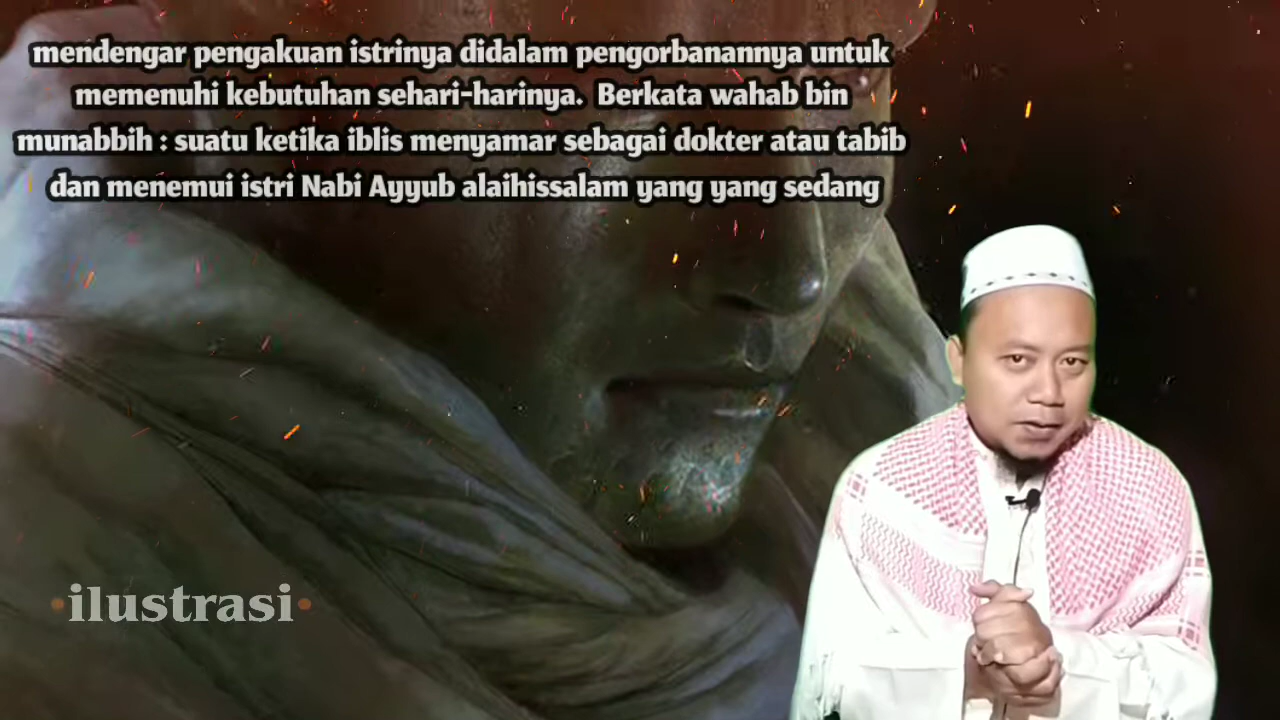 mendengar pengakuan istrinya didalam pengorbanannya untuk
memenuhi kebutuhan sehari-harinya. Berkata wahab bin
munabbih : suatu ketika iblis menyamar sebagai dokter atau tabib
dan menemui istri Nabi Ayyub alaihissalam yang yang sedang
•ilustrasi•